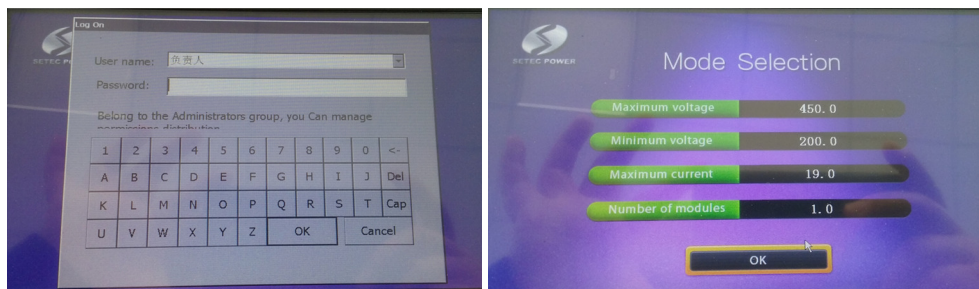 Log On
SETEC P
User name: 负责人
Password:
Belong to the Administrators group, you Can manage
permissions distribution
1 2 3 4 5 6 7 8 9 0 <-
A B C D E F G H I J Del
K L M N O P Q R S T Cap
U V W X Y Z OK Cancel
SETEC POWER
Mode Selection
Maximum voltage 450.0
Minimum voltage 200.0
Maximum current 19.0
Number of modules 1.0
OK